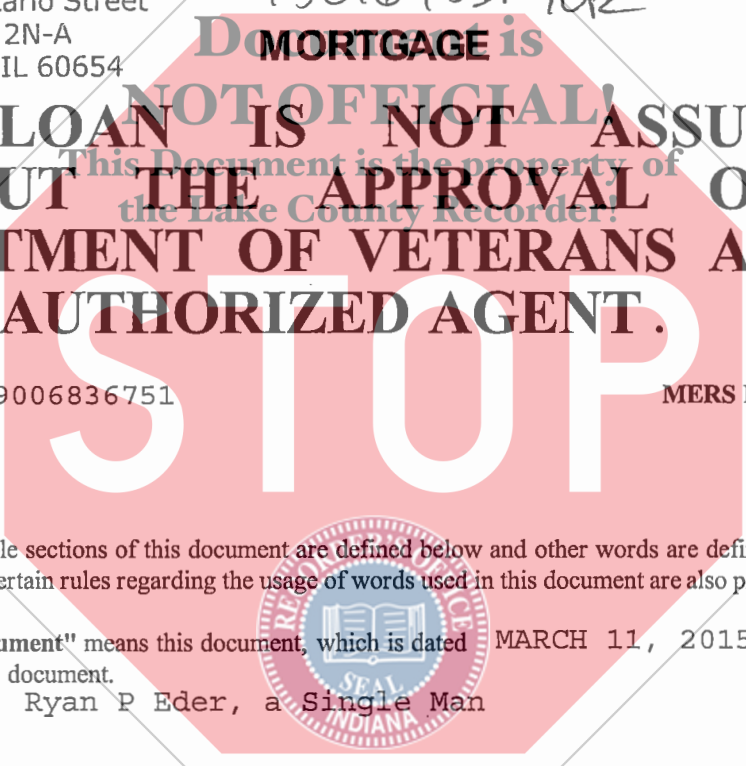 land Street
2N-A
IL 60654
Document is
MORTGAGE
NOT OFFICIAL!
LOAN IS NOT ASSU
This Document is the property of
UT THE APPROVAL O
the Lake County Recorder!
TMENT OF VETERANS A
AUTHORIZED AGENT.
STOP
9006836751
MERS
le sections of this document are defined below and other words are defi
ertain rules regarding the usage of words used in this document are also p
ument" means this document, which is dated MARCH 11, 2015
document.
Ryan P Eder, a Single Man
RECORDER'S OFFICE
SEAL
INDIANA